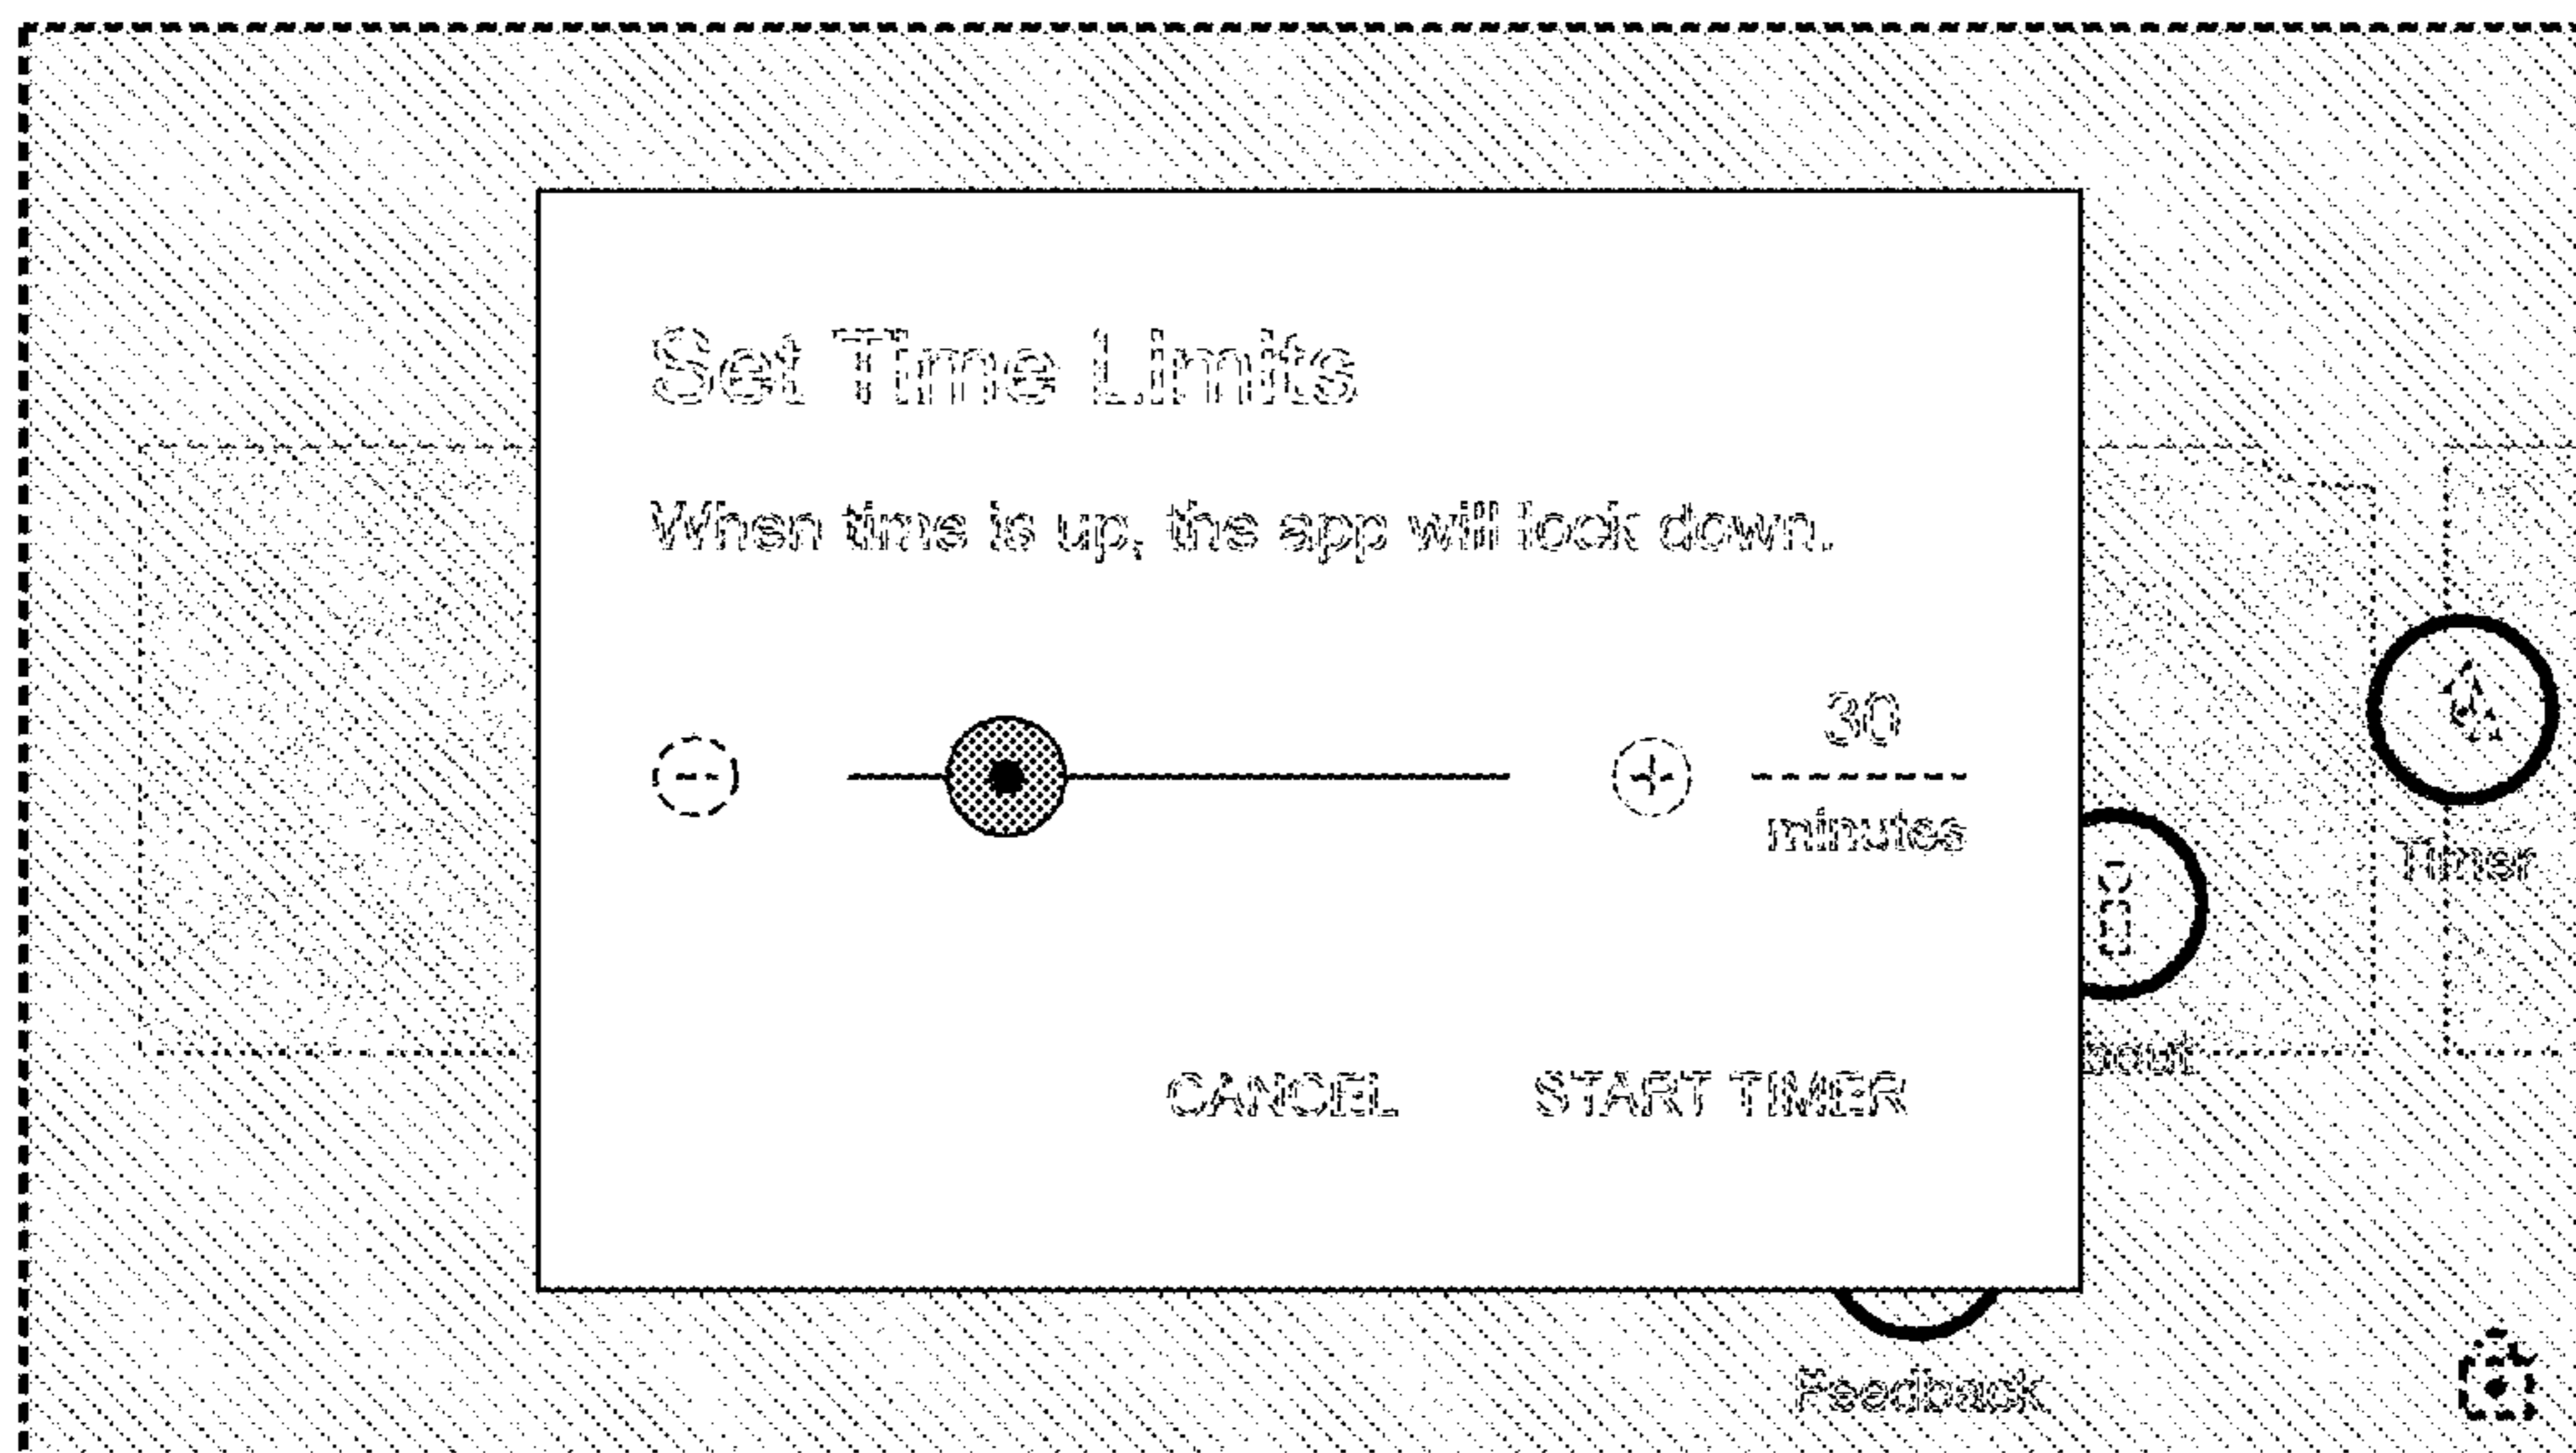 Set Time Limits
When time is up, the app will lock down.
30
minutes
Timer
bout
CANCEL
START TIMER
Feedback